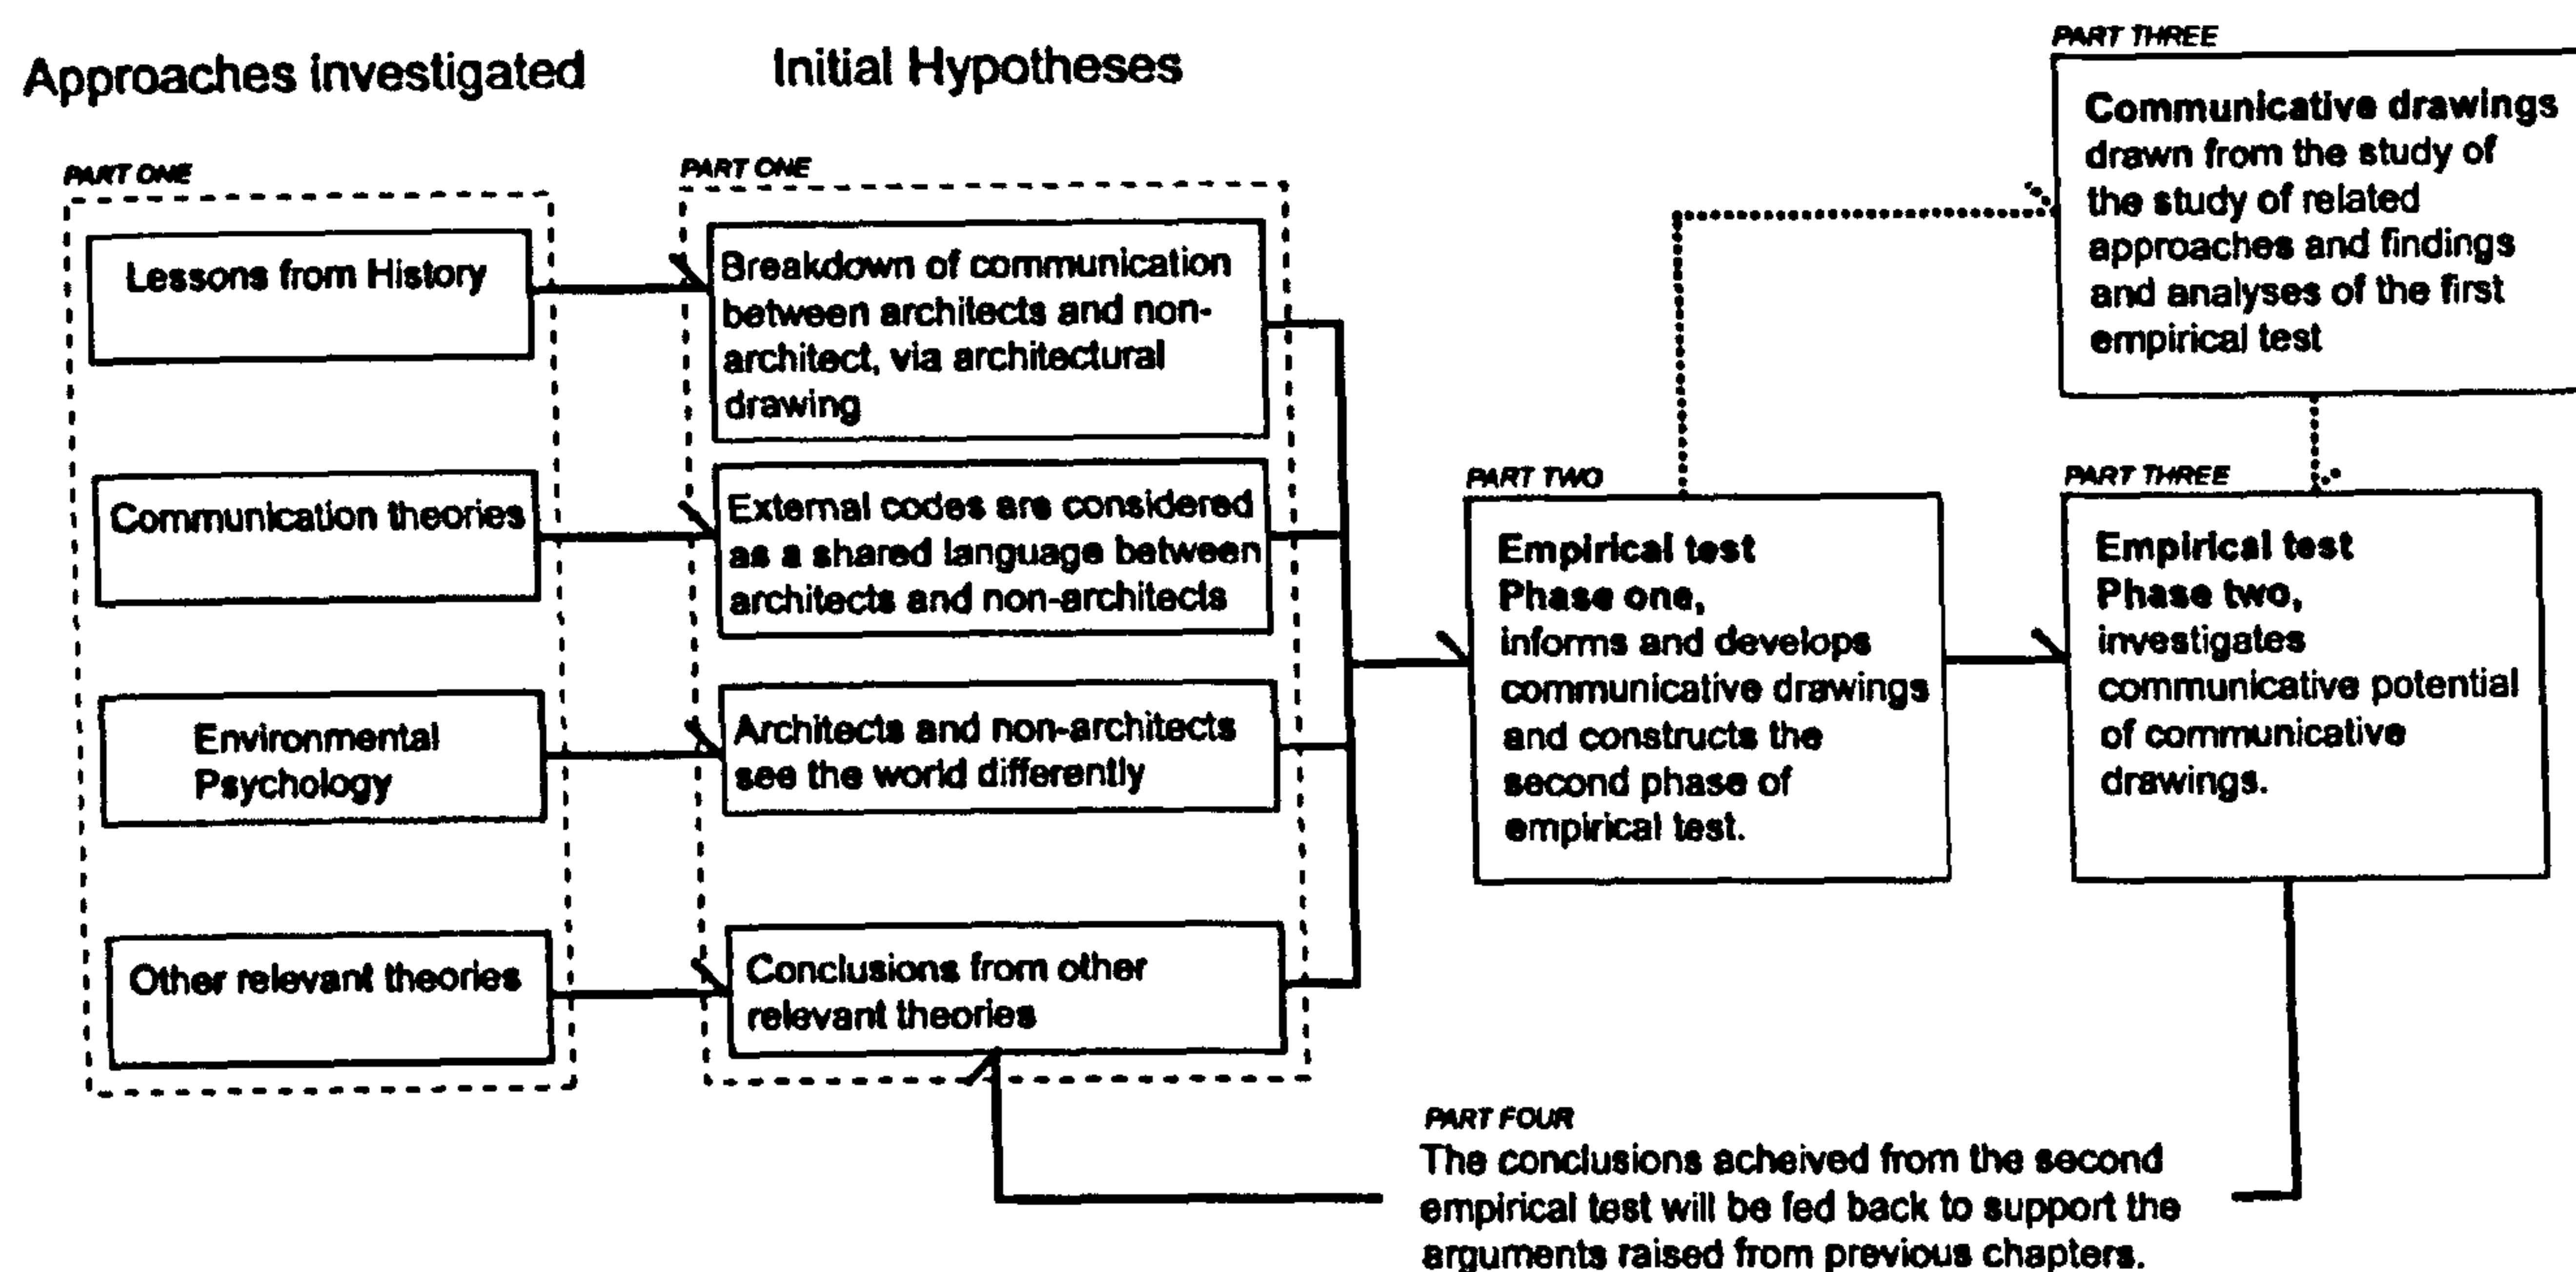 Approaches investigated
Initial Hypotheses
PART ONE
Lessons from History
Communication theories
Environmental
Psychology
Other relevant theories
PART ONE
Breakdown of communication
between architects and non-
architect, via architectural
drawing
External codes are considered
as a shared language between
architects and non-architects
Architects and non-architects
see the world differently
Conclusions from other
relevant theories
PART TWO
Empirical test
Phase one,
informs and develops
communicative drawings
and constructs the
second phase of
empirical test.
PART THREE
Communicative drawings
drawn from the study of
the study of related
approaches and findings
and analyses of the first
empirical test
PART THREE
Empirical test
Phase two,
investigates
communicative potential
of communicative
drawings.
PART FOUR
The conclusions acheived from the second
empirical test will be fed back to support the
arguments raised from previous chapters.